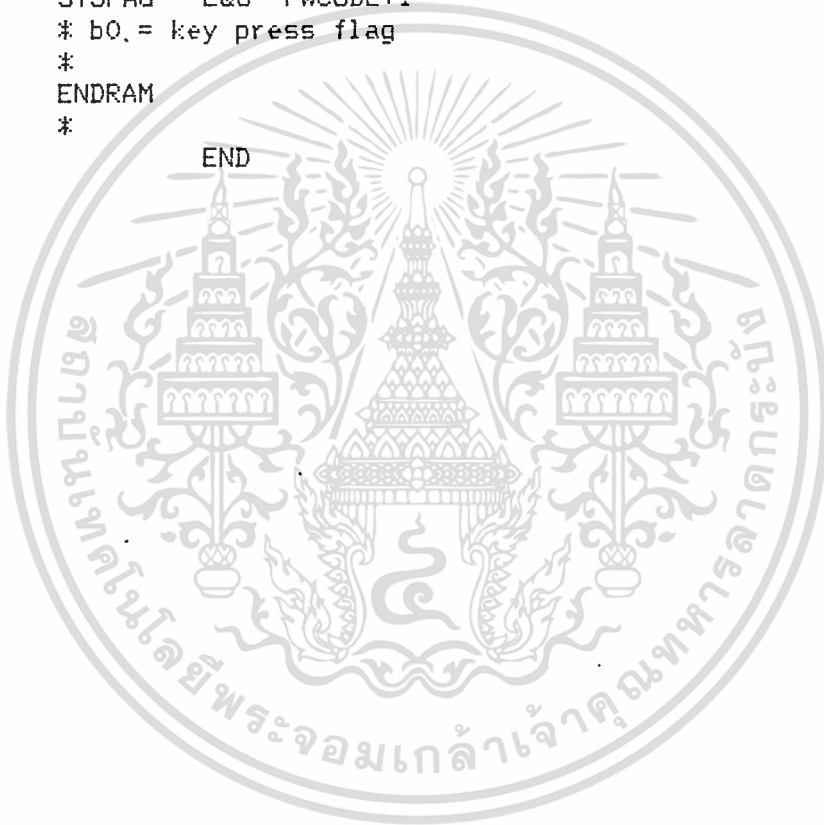 * b0.= key press flag
*
ENDRAM
*
END
สถาบันเทคโนโลยีพระจอมเกล้าเจ้าคุณทหารลาดกระบัง
๔